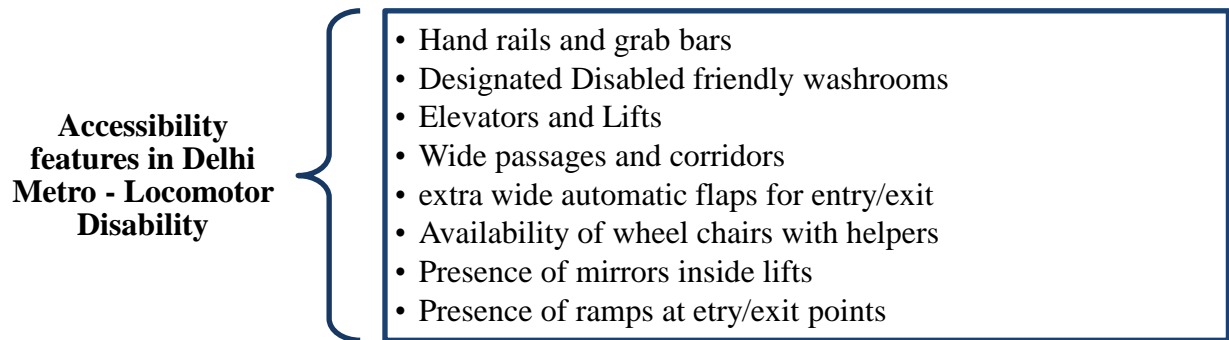 Accessibility
features in Delhi
Metro - Locomotor
Disability
• Hand rails and grab bars
• Designated Disabled friendly washrooms
• Elevators and Lifts
• Wide passages and corridors
• extra wide automatic flaps for entry/exit
• Availability of wheel chairs with helpers
• Presence of mirrors inside lifts
• Presence of ramps at etry/exit points